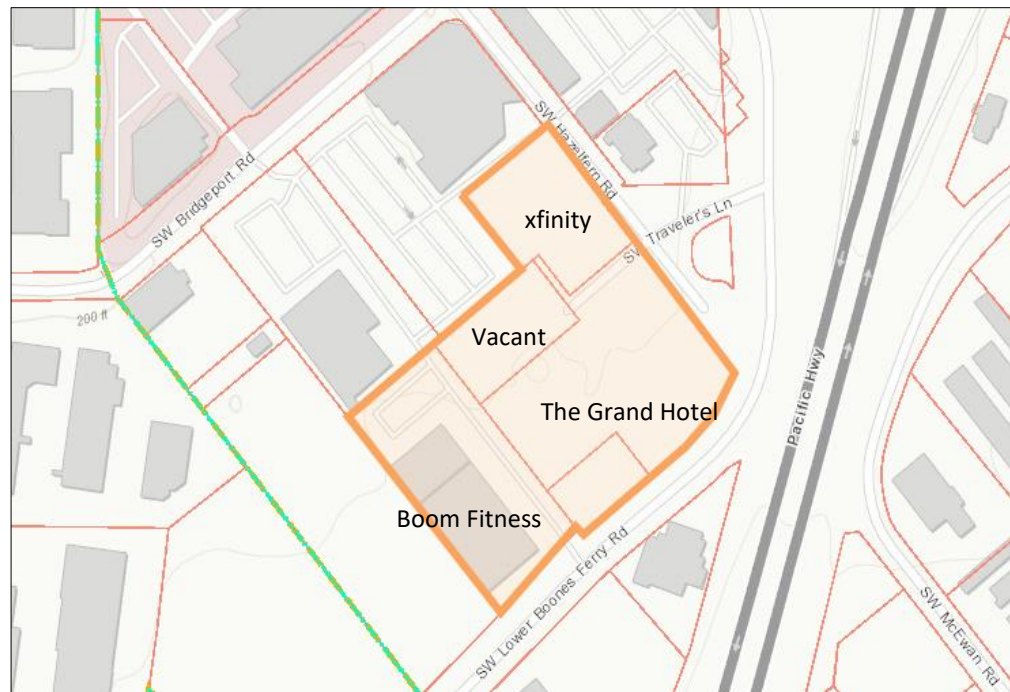 SW Hazelfern Rd
SW Bridgeport Rd
xfinity
SW Traveler's Ln
200 ft
Vacant
Pacific Hwy
The Grand Hotel
Boom Fitness
SW Lower Boones Ferry Rd
SW McEwan Rd